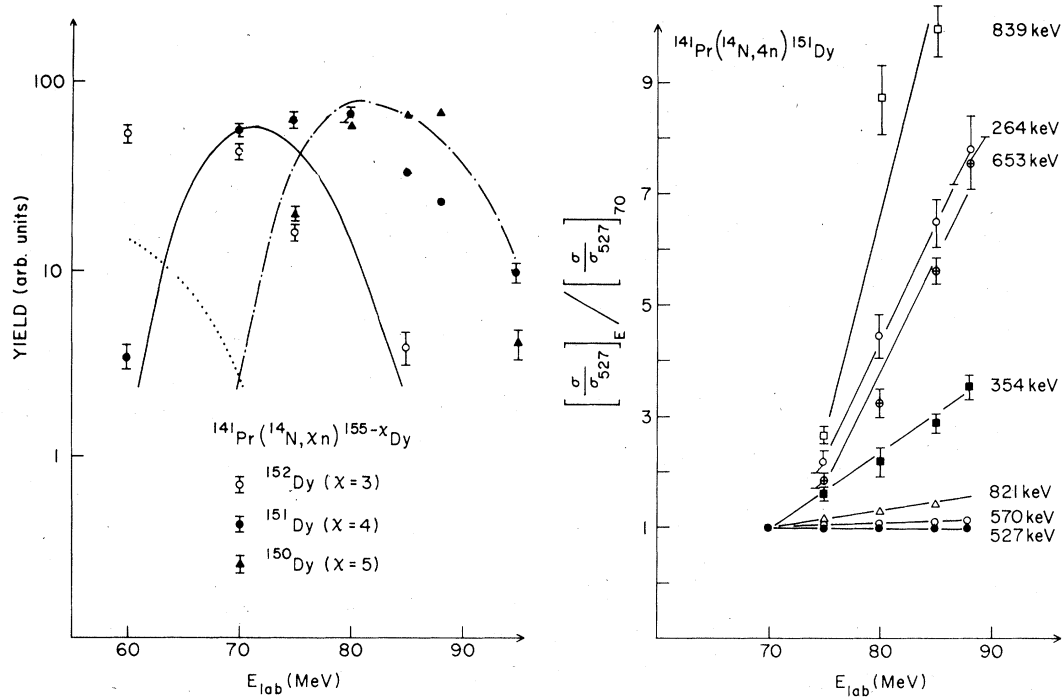 YIELD (arb. units)
100
10
1
¹⁴¹Pr(¹⁴N,χn)¹⁵⁵⁻χDy
¹⁵²Dy (χ=3)
¹⁵¹Dy (χ=4)
¹⁵⁰Dy (χ=5)
60 70 80 90
E_lab (MeV)
¹⁴¹Pr(¹⁴N,4n)¹⁵¹Dy
[σ/σ₅₂₇]_E / [σ/σ₅₂₇]₇₀
9
7
5
3
1
839 keV
264 keV
653 keV
354 keV
821 keV
570 keV
527 keV
70 80 90
E_lab (MeV)